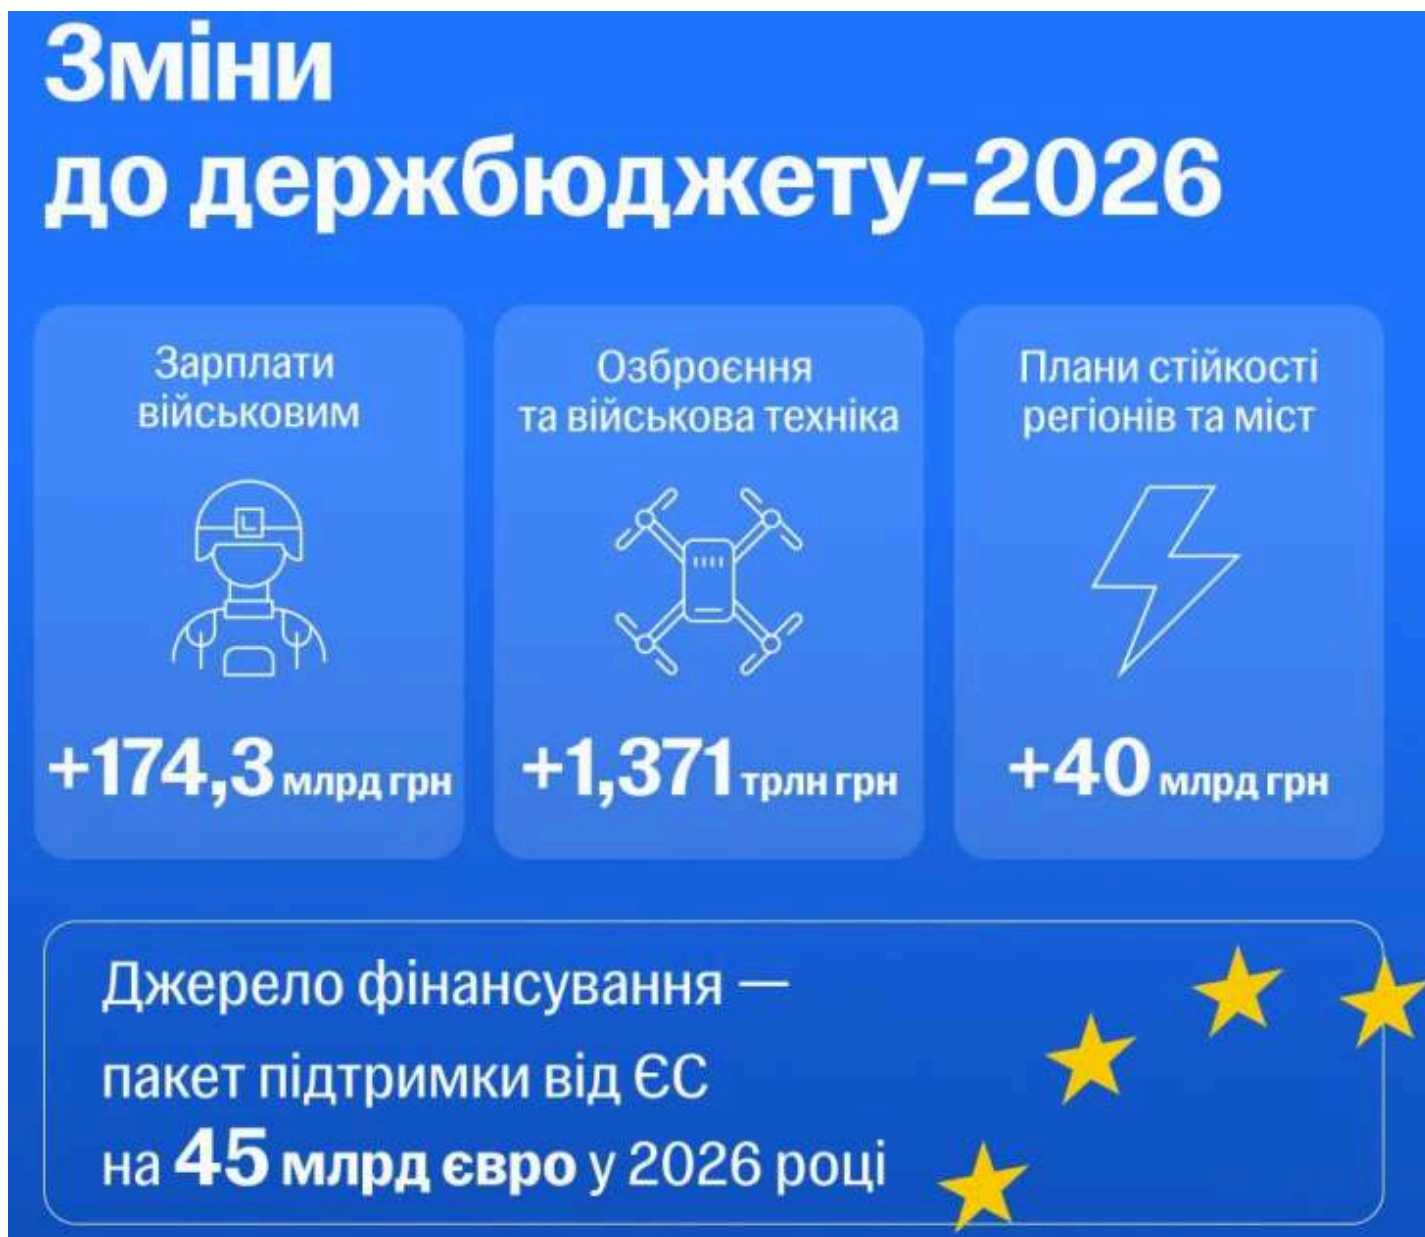 Зміни
до держбюджету-2026
Зарплати
військовим
+174,3 млрд грн
Озброєння
та військова техніка
+1,371 трлн грн
Плани стійкості
регіонів та міст
+40 млрд грн
Джерело фінансування —
пакет підтримки від ЄС
на 45 млрд євро у 2026 році